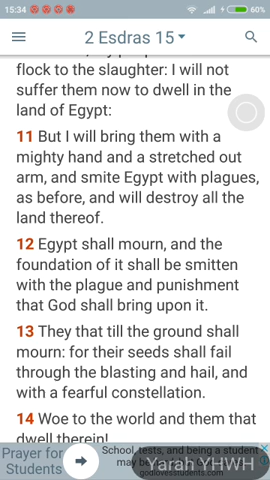 15:34
60%
2 Esdras 15
flock to the slaughter: I will not
suffer them now to dwell in the
land of Egypt:
11 But I will bring them with a
mighty hand and a stretched out
arm, and smite Egypt with plagues,
as before, and will destroy all the
land thereof.
12 Egypt shall mourn, and the
foundation of it shall be smitten
with the plague and punishment
that God shall bring upon it.
13 They that till the ground shall
mourn: for their seeds shall fail
through the blasting and hail, and
with a fearful constellation.
14 Woe to the world and them that
dwell therein!
Prayer for
Students
School, tests, and being a student
may be
godlovesstudents.com
Yarah YHWH